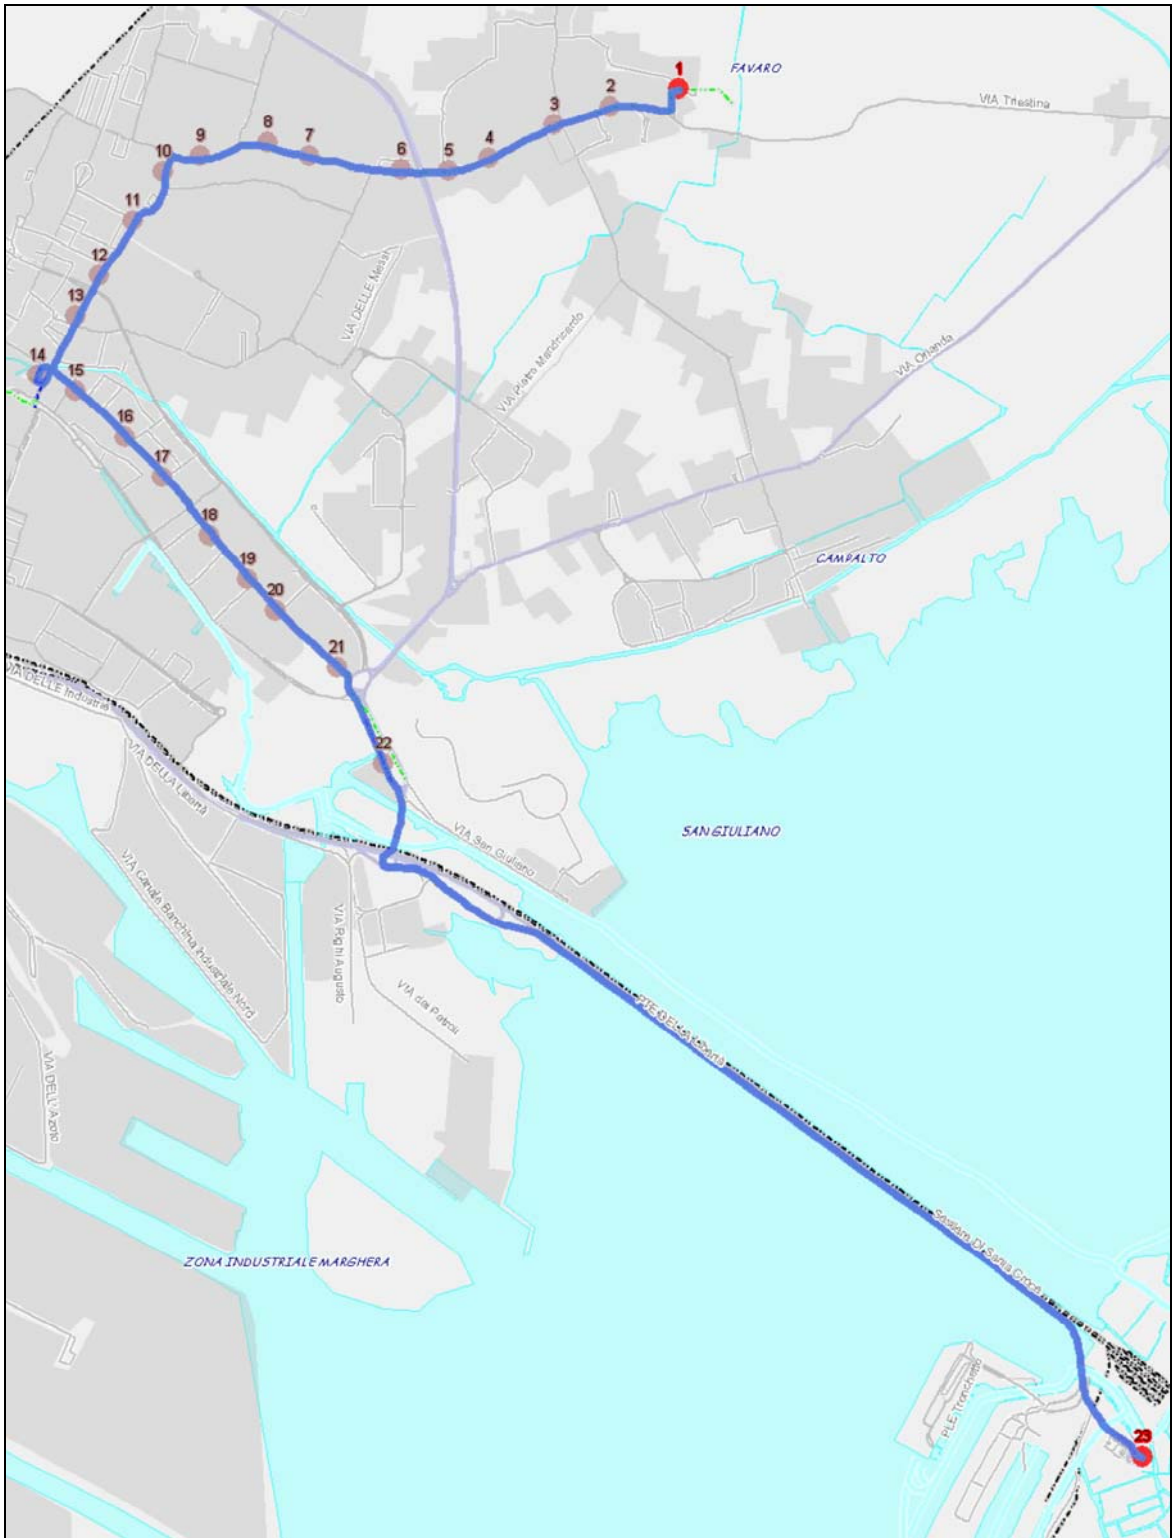 1
FAVARO
2
VIA Triestina
3
4
5
6
7
8
9
10
11
12
13
14
15
16
17
18
19
20
21
22
23
VIA DELLE Messi
VIA Pietro Mandricardo
VIA Orlanda
CAMPALTO
VIA DELLE Industrie
VIA DELLA Libertà
VIA San Giuliano
SAN GIULIANO
VIA Canale Banchina Industriale Nord
VIA Righi Augusto
VIA dei Petroli
VIA DELL' Azoto
PTE DELLA Libertà
ZONA INDUSTRIALE MARGHERA
Sestiere Di Santa Croce
PLE Tronchetto